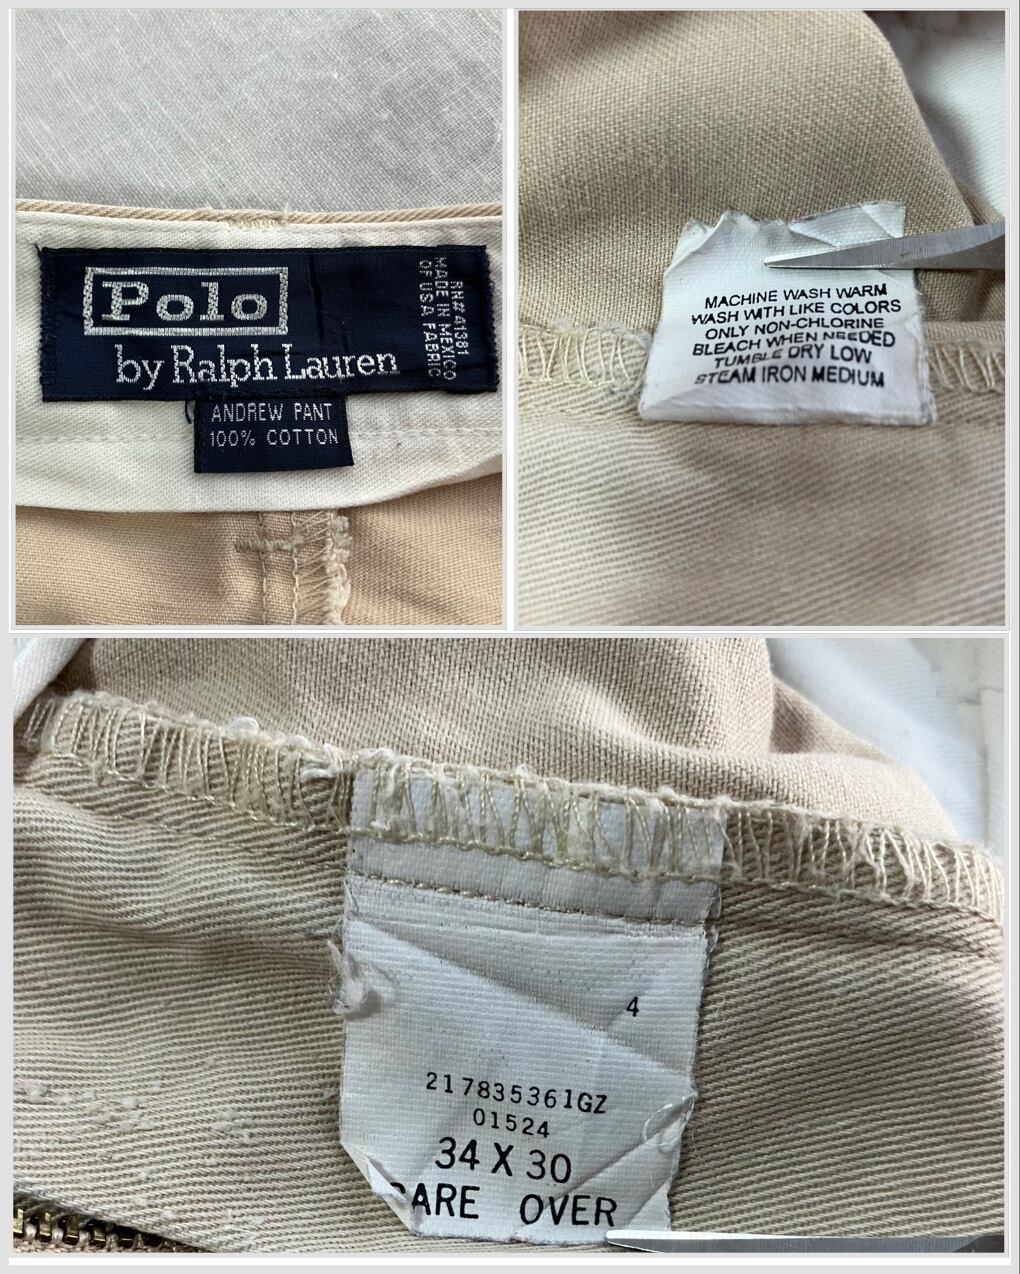 Polo
by Ralph Lauren
RN# 41381
MADE IN MEXICO
OF USA FABRIC
ANDREW PANT
100% COTTON
MACHINE WASH WARM
WASH WITH LIKE COLORS
ONLY NON-CHLORINE
BLEACH WHEN NEEDED
TUMBLE DRY LOW
STEAM IRON MEDIUM
4
217835361GZ
01524
34 X 30
CARE OVER